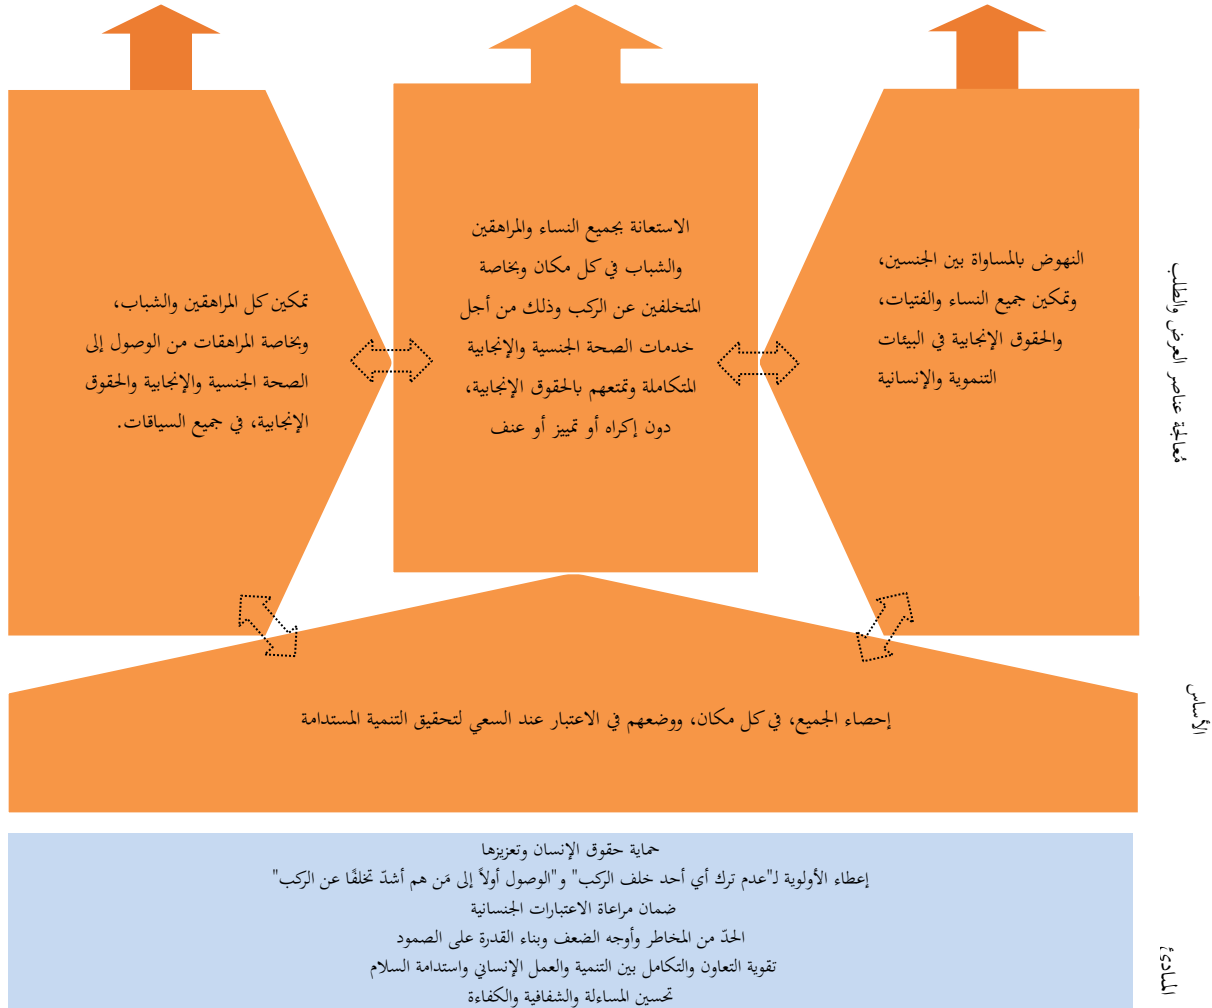 النهوض بالمساواة بين الجنسين،
وتمكين جميع النساء والفتيات،
والحقوق الإنجابية في البيئات
التنموية والإنسانية
الاستعانة بجميع النساء والمراهقين
والشباب في كل مكان وبخاصة
المتخلفين عن الركب وذلك من أجل
خدمات الصحة الجنسية والإنجابية
المتكاملة وتمتعهم بالحقوق الإنجابية،
دون إكراه أو تمييز أو عنف
تمكين كل المراهقين والشباب،
وبخاصة المراهقات من الوصول إلى
الصحة الجنسية والإنجابية والحقوق
الإنجابية، في جميع السياقات.
مُعالجة عناصر العرض والطلب
إحصاء الجميع، في كل مكان، ووضعهم في الاعتبار عند السعي لتحقيق التنمية المستدامة
الأساس
حماية حقوق الإنسان وتعزيزها
إعطاء الأولوية لـ"عدم ترك أي أحد خلف الركب" و"الوصول أولاً إلى مَن هم أشدّ تخلفًا عن الركب"
ضمان مراعاة الاعتبارات الجنسانية
الحدّ من المخاطر وأوجه الضعف وبناء القدرة على الصمود
تقوية التعاون والتكامل بين التنمية والعمل الإنساني واستدامة السلام
تحسين المساءلة والشفافية والكفاءة
المبادئ